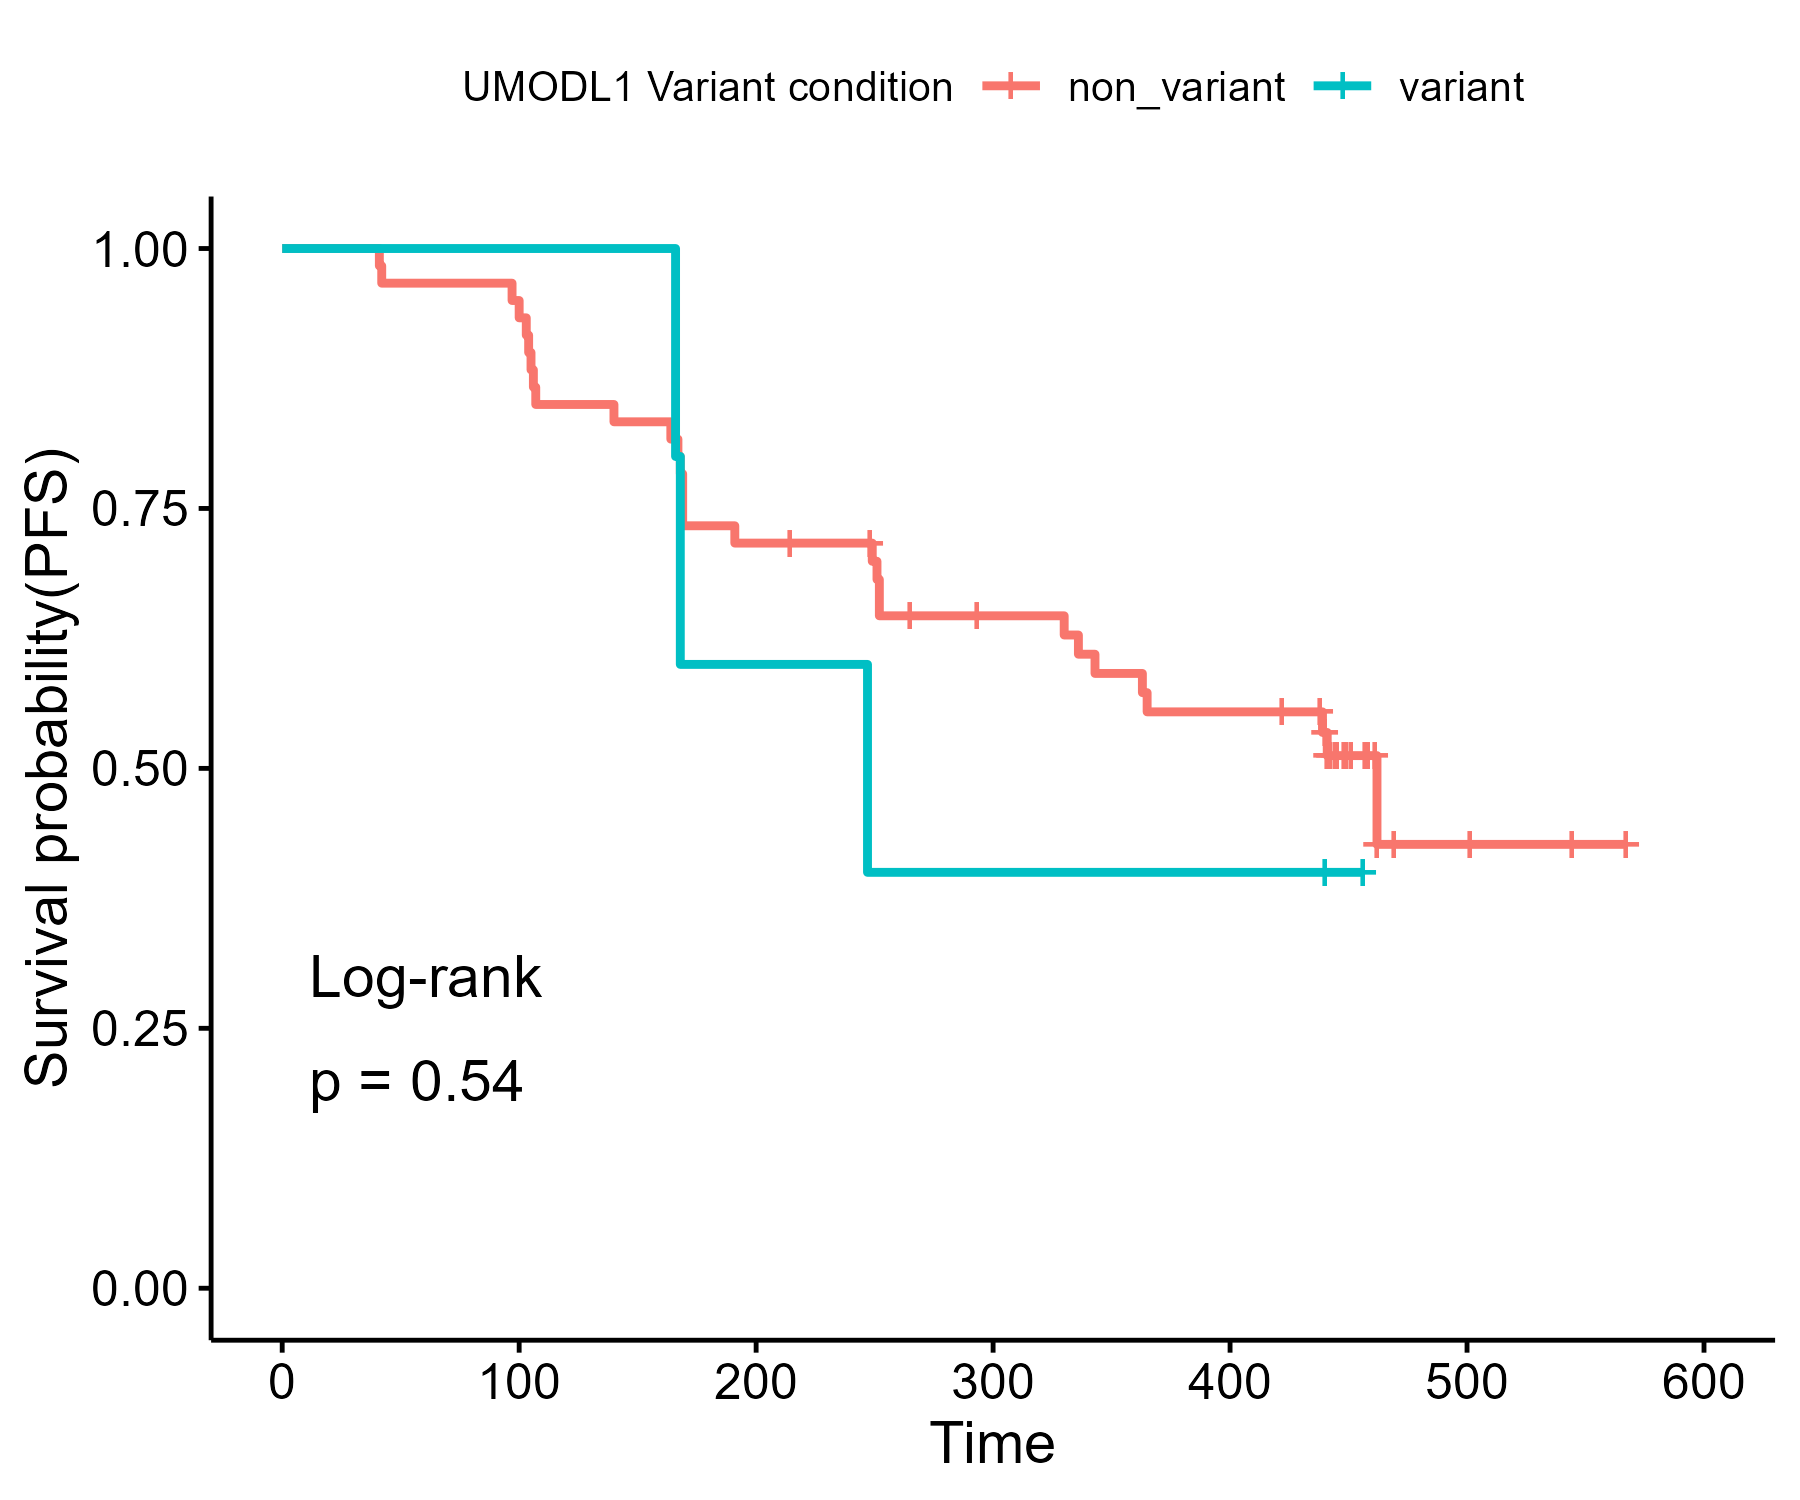 UMODL1 Variant condition non_variant variant
Survival probability(PFS)
1.00
0.75
0.50
0.25
0.00
Log-rank
p = 0.54
0 100 200 300 400 500 600
Time